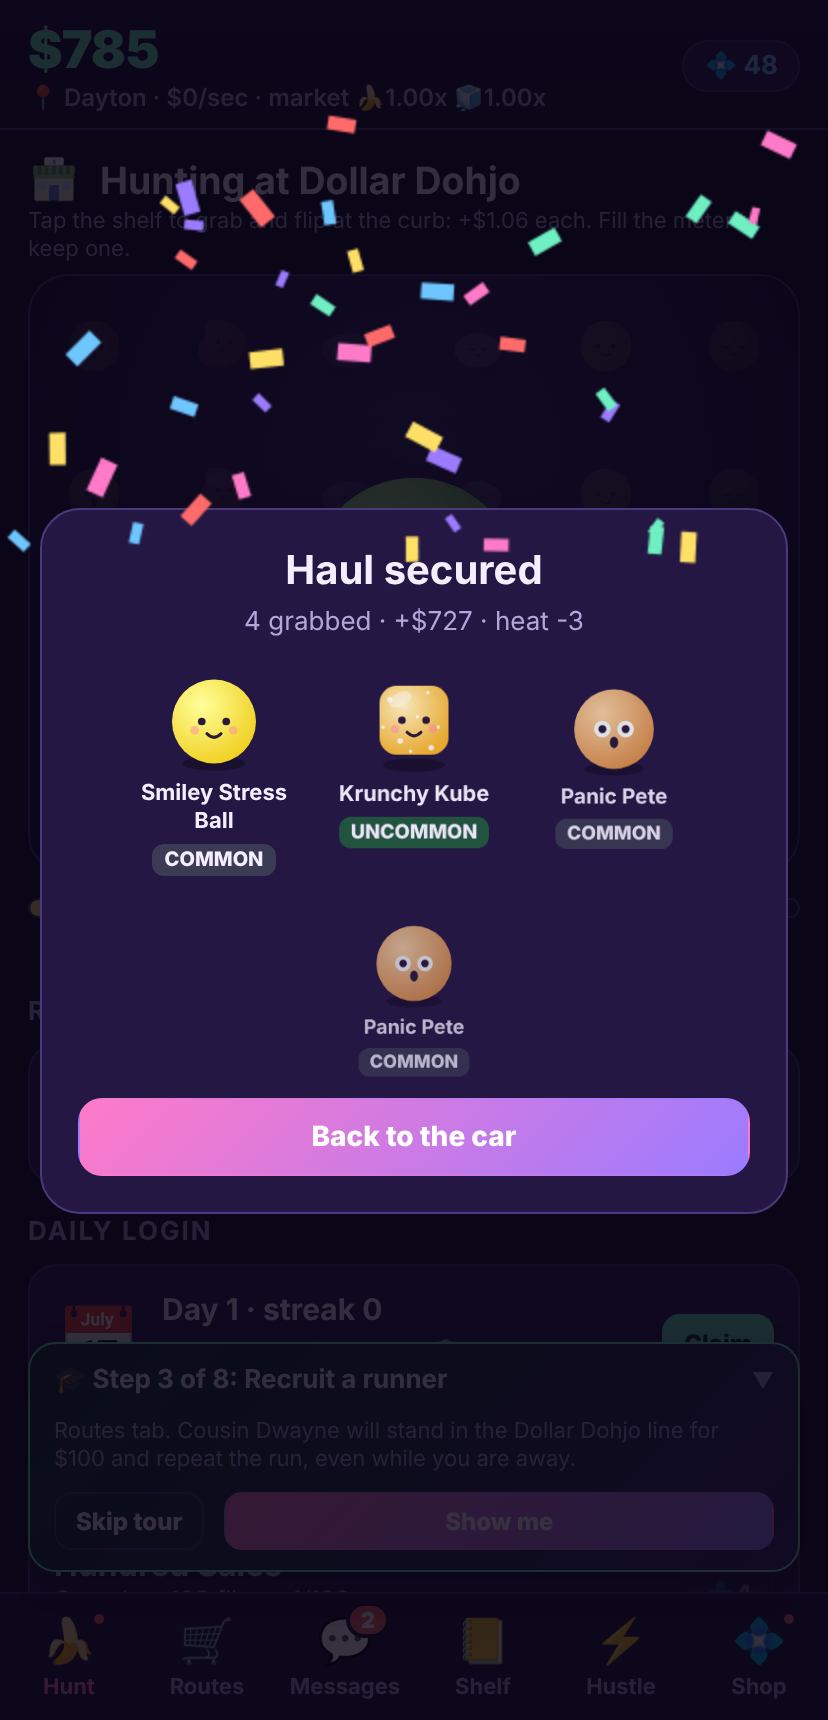 $785
📍 Dayton · $0/sec · market 🍌1.00x 🧊1.00x
💠 48
Hunting at Dollar Dohjo
Tap the shelf to grab and flip at the curb: +$1.06 each. Fill the meter
keep one.
Haul secured
4 grabbed · +$727 · heat -3
Smiley Stress
Ball
COMMON
Krunchy Kube
UNCOMMON
Panic Pete
COMMON
Panic Pete
COMMON
Back to the car
DAILY LOGIN
July
Day 1 · streak 0
Claim
🎓 Step 3 of 8: Recruit a runner
▼
Routes tab. Cousin Dwayne will stand in the Dollar Dohjo line for
$100 and repeat the run, even while you are away.
Skip tour
Show me
2
Hunt
Routes
Messages
Shelf
Hustle
Shop